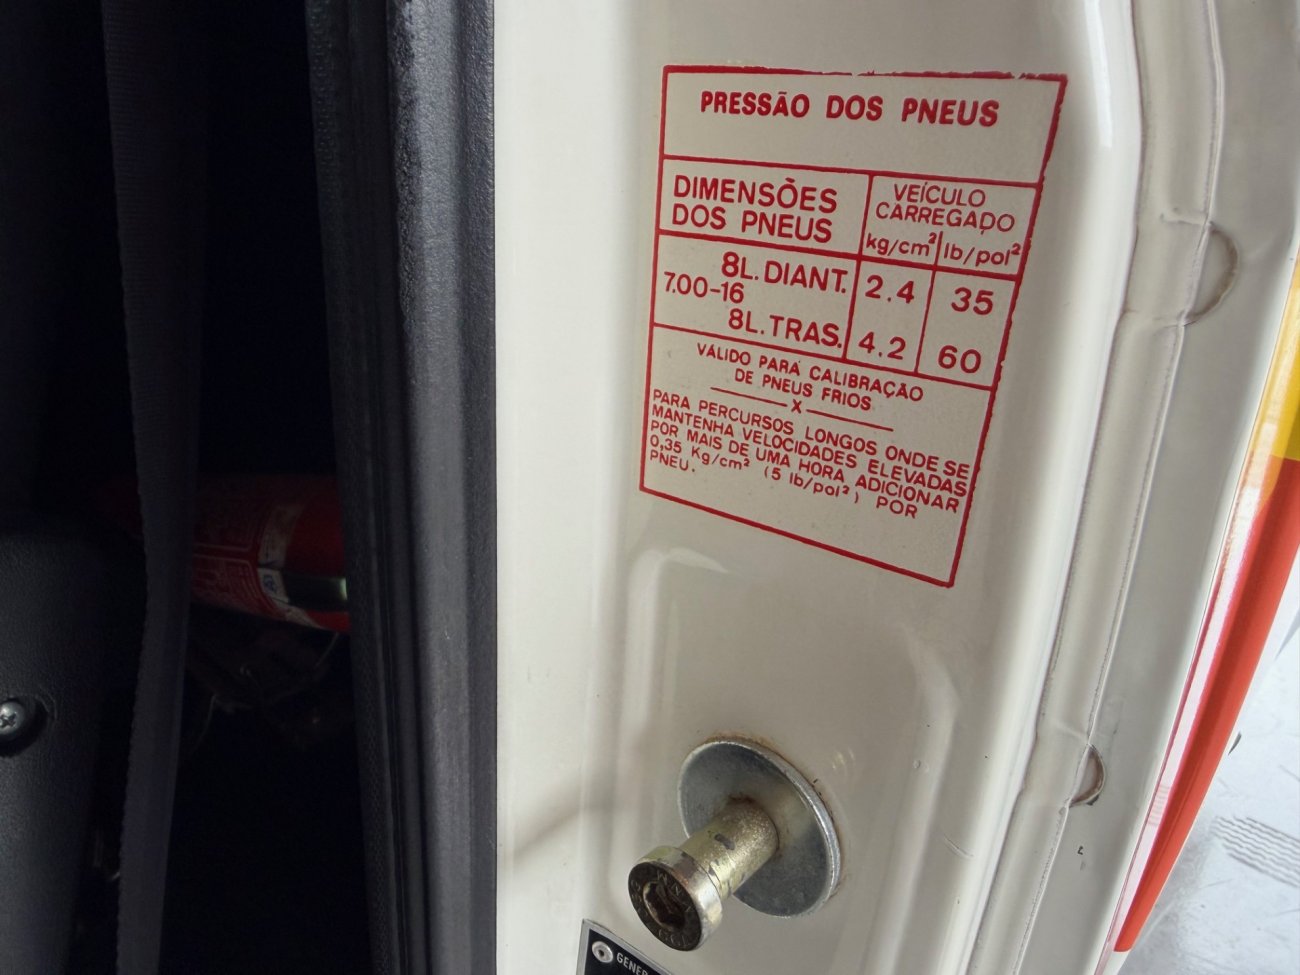 PRESSÃO DOS PNEUS
DIMENSÕES
DOS PNEUS
VEÍCULO
CARREGADO
kg/cm² lb/pol²
8L. DIANT. 2.4 35
7.00-16
8L. TRAS. 4.2 60
VÁLIDO PARA CALIBRAÇÃO
DE PNEUS FRIOS
X
PARA PERCURSOS LONGOS ONDE SE
MANTENHA VELOCIDADES ELEVADAS
POR MAIS DE UMA HORA ADICIONAR
0,35 Kg/cm² (5 lb/pol²) POR
PNEU.